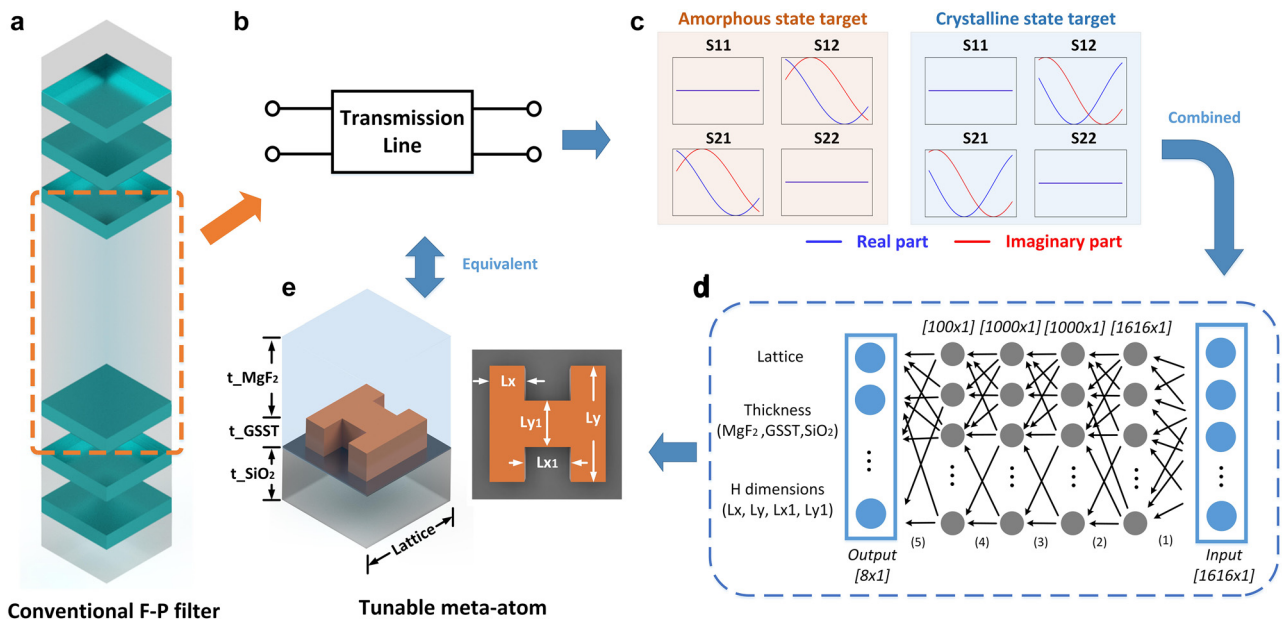 a
Conventional F-P filter
b
Transmission
Line
Equivalent
c
Amorphous state target
S11 S12
S21 S22
Crystalline state target
S11 S12
S21 S22
Real part Imaginary part
Combined
d
[100x1] [1000x1] [1000x1] [1616x1]
Lattice
Thickness
(MgF₂ ,GSST,SiO₂)
H dimensions
(Lx, Ly, Lx1, Ly1)
(5) (4) (3) (2) (1)
Output
[8x1]
Input
[1616x1]
e
t_MgF₂
t_GSST
t_SiO₂
Lattice
Lx
Ly1
Ly
Lx1
Tunable meta-atom